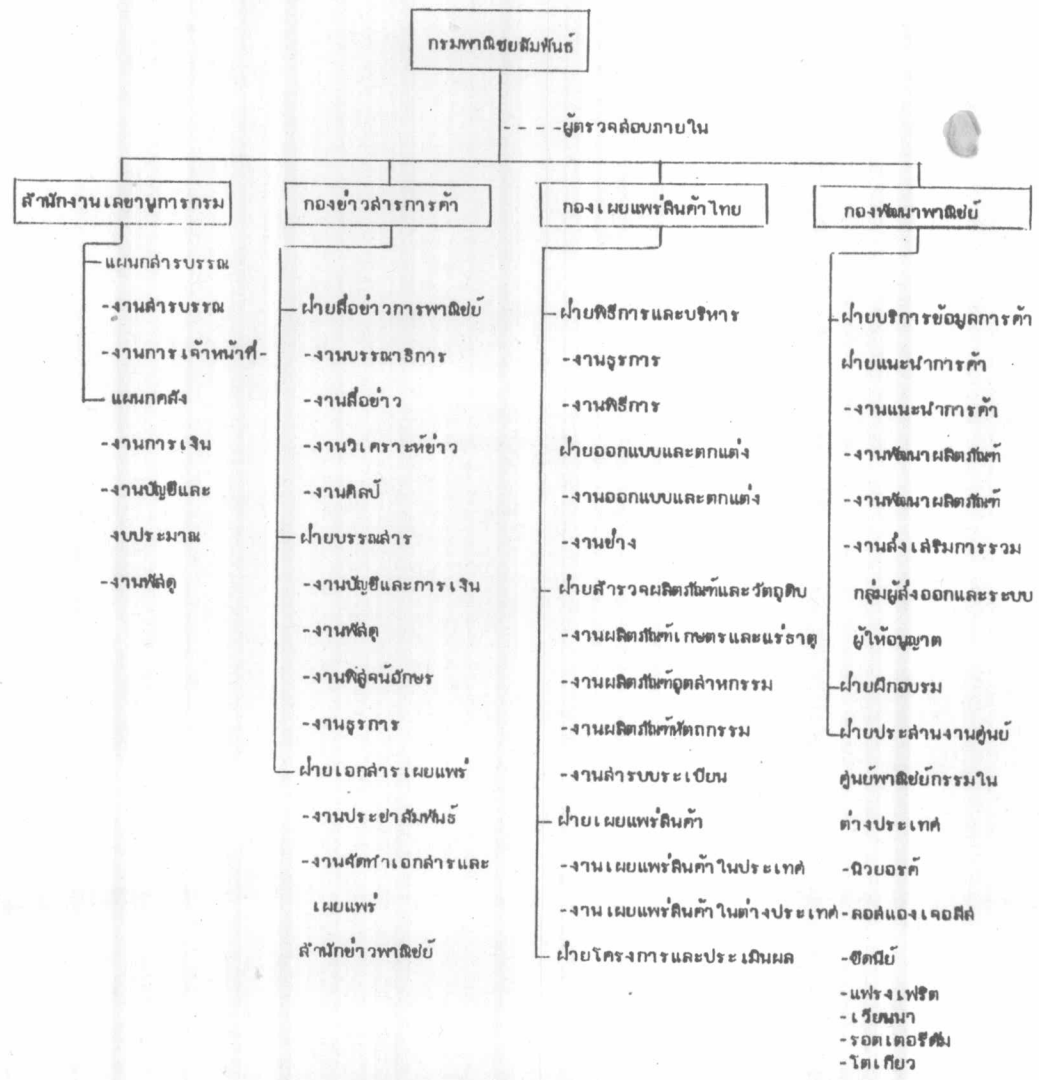 กรมพาณิชยสัมพันธ์
ผู้ตรวจสอบภายใน
สำนักงานเลขานุการกรม
แผนกสารบรรณ
-งานสารบรรณ
-งานการเจ้าหน้าที่-
แผนกคลัง
-งานการเงิน
-งานบัญชีและ
งบประมาณ
-งานพัสดุ
กองข่าวสารการค้า
ฝ่ายสื่อข่าวการพาณิชย์
-งานบรรณาธิการ
-งานสื่อข่าว
-งานวิเคราะห์ข่าว
-งานศิลป์
ฝ่ายบรรณสาร
-งานบัญชีและการเงิน
-งานพัสดุ
-งานพิสูจน์อักษร
-งานธุรการ
ฝ่ายเอกสารเผยแพร่
-งานประชาสัมพันธ์
-งานจัดทำเอกสารและ
เผยแพร่
สำนักข่าวพาณิชย์
กองเผยแพร่สินค้าไทย
ฝ่ายพิธีการและบริหาร
-งานธุรการ
-งานพิธีการ
ฝ่ายออกแบบและตกแต่ง
-งานออกแบบและตกแต่ง
-งานช่าง
ฝ่ายสำรวจผลิตภัณฑ์และวัตถุดิบ
-งานผลิตภัณฑ์เกษตรและแร่ธาตุ
-งานผลิตภัณฑ์อุตสาหกรรม
-งานผลิตภัณฑ์หัตถกรรม
-งานสารบบระเบียน
ฝ่ายเผยแพร่สินค้า
-งานเผยแพร่สินค้าในประเทศ
-งานเผยแพร่สินค้าในต่างประเทศ
ฝ่ายโครงการและประเมินผล
กองพัฒนาพาณิชย์
ฝ่ายบริการข้อมูลการค้า
ฝ่ายแนะนำการค้า
-งานแนะนำการค้า
-งานพัฒนาผลิตภัณฑ์
-งานพัฒนาผลิตภัณฑ์
-งานส่งเสริมการรวม
กลุ่มผู้ส่งออกและระบบ
ผู้ให้อนุญาต
ฝ่ายฝึกอบรม
ฝ่ายประสานงานศูนย์
ศูนย์พาณิชย์กรรมใน
ต่างประเทศ
-นิวยอรค์
-ลอสแองเจอลีส
-ซิดนีย์
-แฟรงเฟริต
-เวียนนา
-รอตเตอรีดัม
-โตเกียว